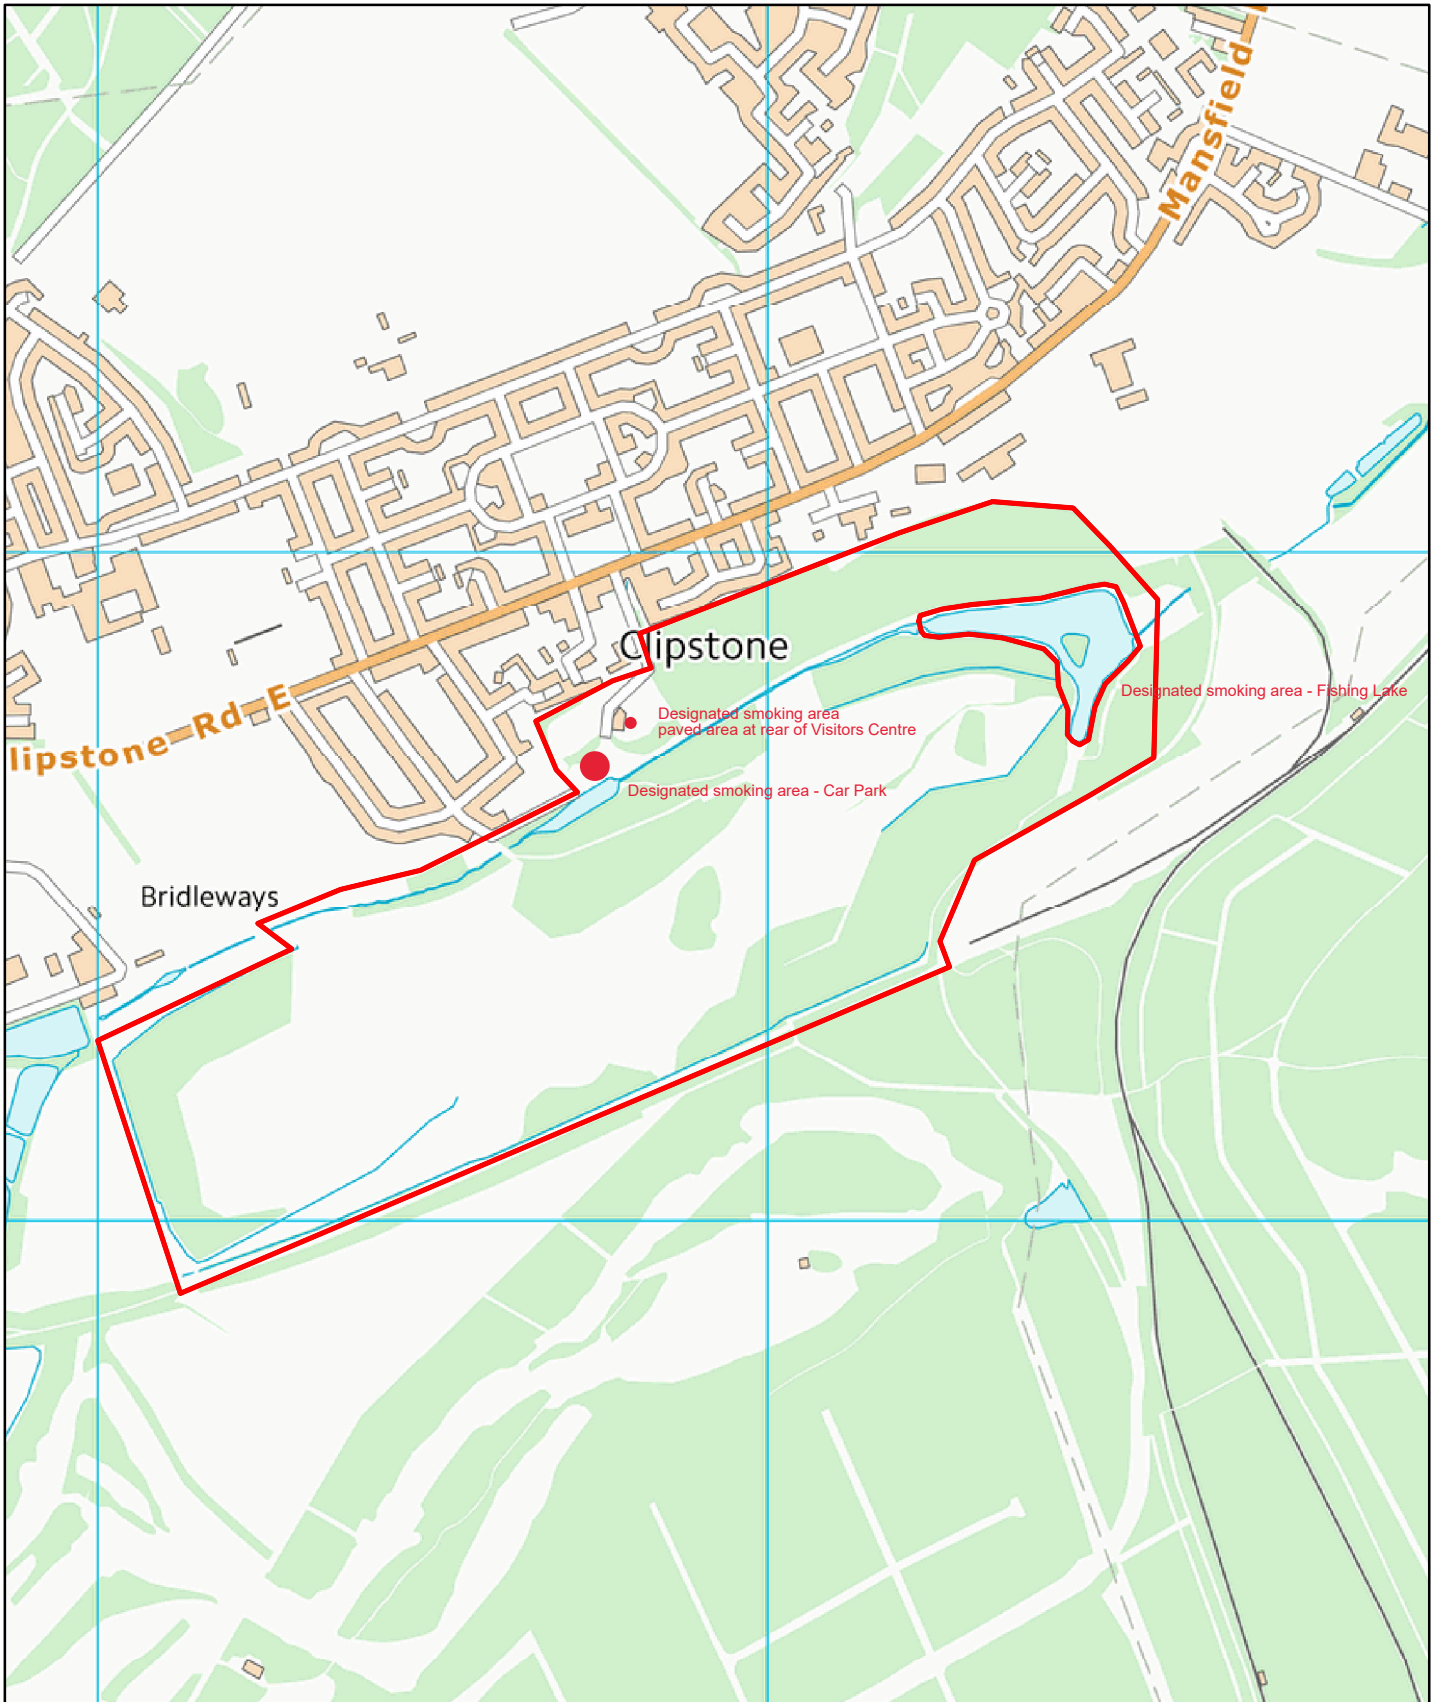 Mansfield
Clipstone
Designated smoking area - Fishing Lake
lipstone Rd E
Designated smoking area
paved area at rear of Visitors Centre
Designated smoking area - Car Park
Bridleways